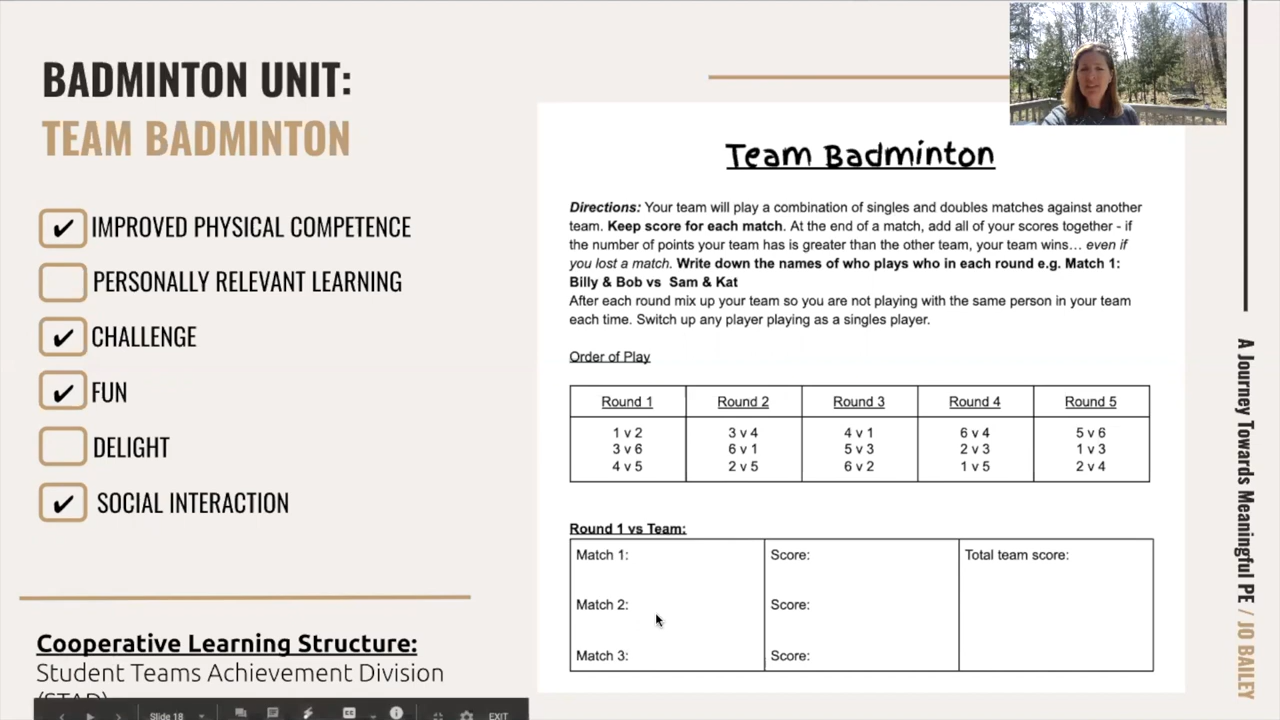 BADMINTON UNIT:
TEAM BADMINTON
✔ IMPROVED PHYSICAL COMPETENCE
PERSONALLY RELEVANT LEARNING
✔ CHALLENGE
✔ FUN
DELIGHT
✔ SOCIAL INTERACTION
Cooperative Learning Structure:
Student Teams Achievement Division
(STAD)
Slide 18
EXIT
Team Badminton
Directions: Your team will play a combination of singles and doubles matches against another
team. Keep score for each match. At the end of a match, add all of your scores together - if
the number of points your team has is greater than the other team, your team wins… even if
you lost a match. Write down the names of who plays who in each round e.g. Match 1:
Billy & Bob vs Sam & Kat
After each round mix up your team so you are not playing with the same person in your team
each time. Switch up any player playing as a singles player.
Order of Play
Round 1 Round 2 Round 3 Round 4 Round 5
1 v 2 3 v 4 4 v 1 6 v 4 5 v 6
3 v 6 6 v 1 5 v 3 2 v 3 1 v 3
4 v 5 2 v 5 6 v 2 1 v 5 2 v 4
Round 1 vs Team:
Match 1: Score: Total team score:
Match 2: Score:
Match 3: Score:
A Journey Towards Meaningful PE / JO BAILEY